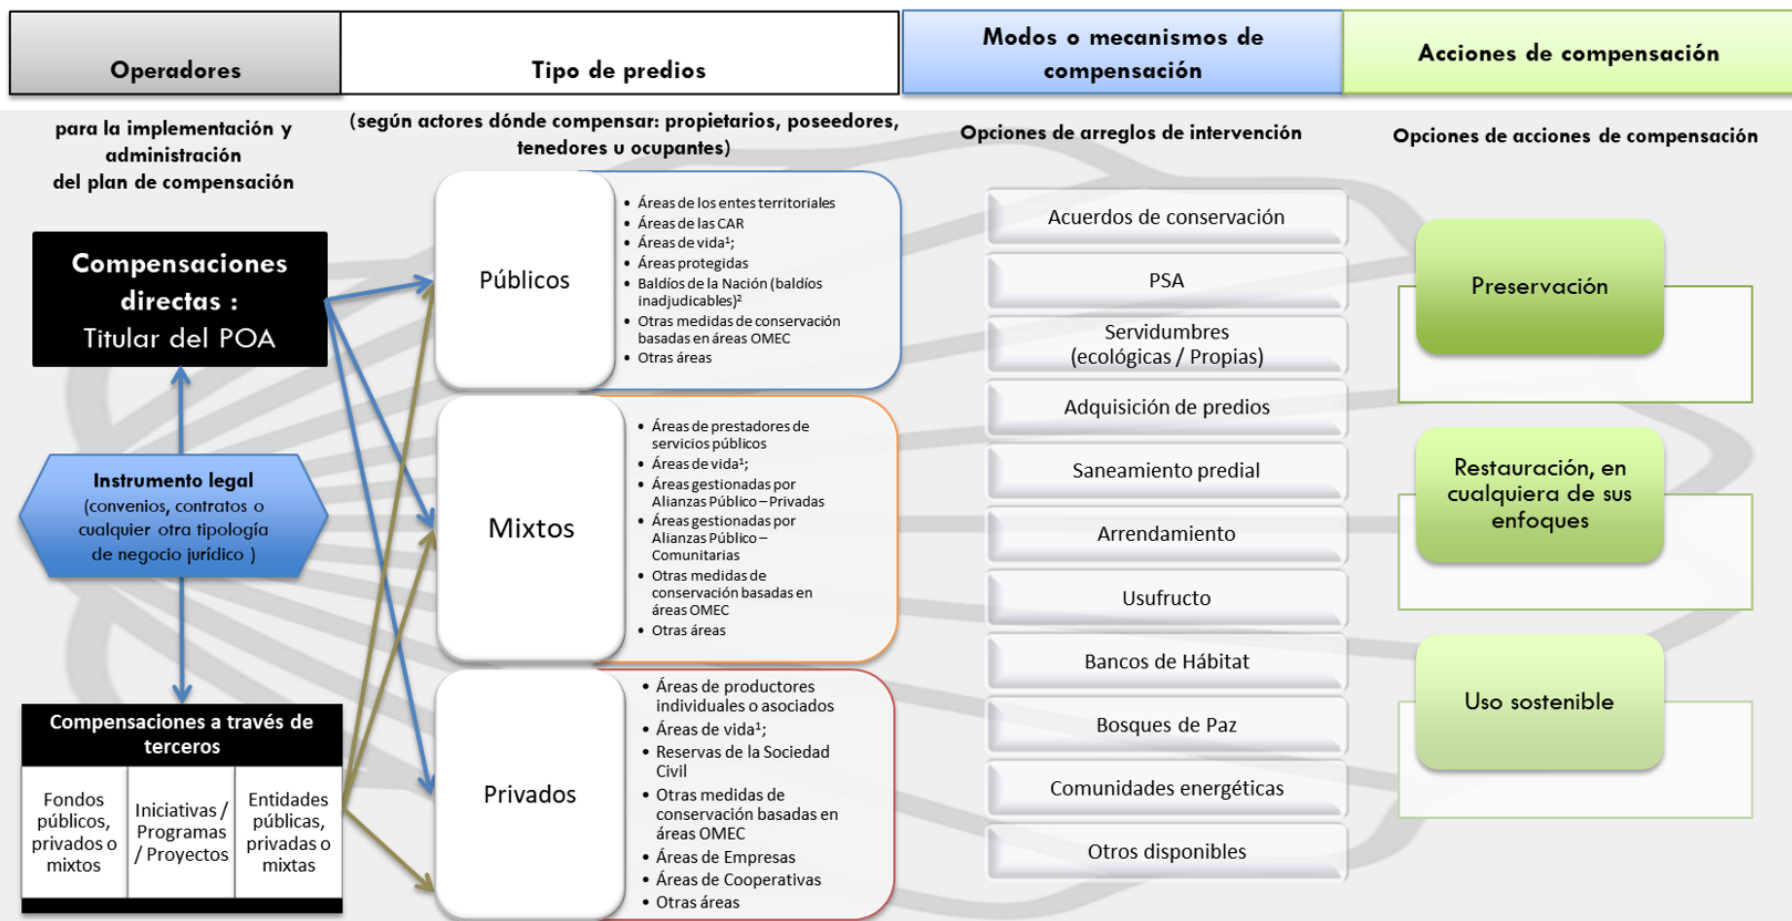 Operadores
Tipo de predios
Modos o mecanismos de
compensación
Acciones de compensación
para la implementación y
administración
del plan de compensación
(según actores dónde compensar: propietarios, poseedores,
tenedores u ocupantes)
Opciones de arreglos de intervención
Opciones de acciones de compensación
Compensaciones
directas :
Titular del POA
Instrumento legal
(convenios, contratos o
cualquier otra tipología
de negocio jurídico )
Compensaciones a través de
terceros
Fondos
públicos,
privados o
mixtos
Iniciativas /
Programas
/ Proyectos
Entidades
públicas,
privadas o
mixtas
Públicos
• Áreas de los entes territoriales
• Áreas de las CAR
• Áreas de vida¹;
• Áreas protegidas
• Baldíos de la Nación (baldíos
inadjudicables)²
• Otras medidas de conservación
basadas en áreas OMEC
• Otras áreas
Mixtos
• Áreas de prestadores de
servicios públicos
• Áreas de vida¹;
• Áreas gestionadas por
Alianzas Público – Privadas
• Áreas gestionadas por
Alianzas Público –
Comunitarias
• Otras medidas de
conservación basadas en
áreas OMEC
• Otras áreas
Privados
• Áreas de productores
individuales o asociados
• Áreas de vida¹;
• Reservas de la Sociedad
Civil
• Otras medidas de
conservación basadas en
áreas OMEC
• Áreas de Empresas
• Áreas de Cooperativas
• Otras áreas
Acuerdos de conservación
PSA
Servidumbres
(ecológicas / Propias)
Adquisición de predios
Saneamiento predial
Arrendamiento
Usufructo
Bancos de Hábitat
Bosques de Paz
Comunidades energéticas
Otros disponibles
Preservación
Restauración, en
cualquiera de sus
enfoques
Uso sostenible